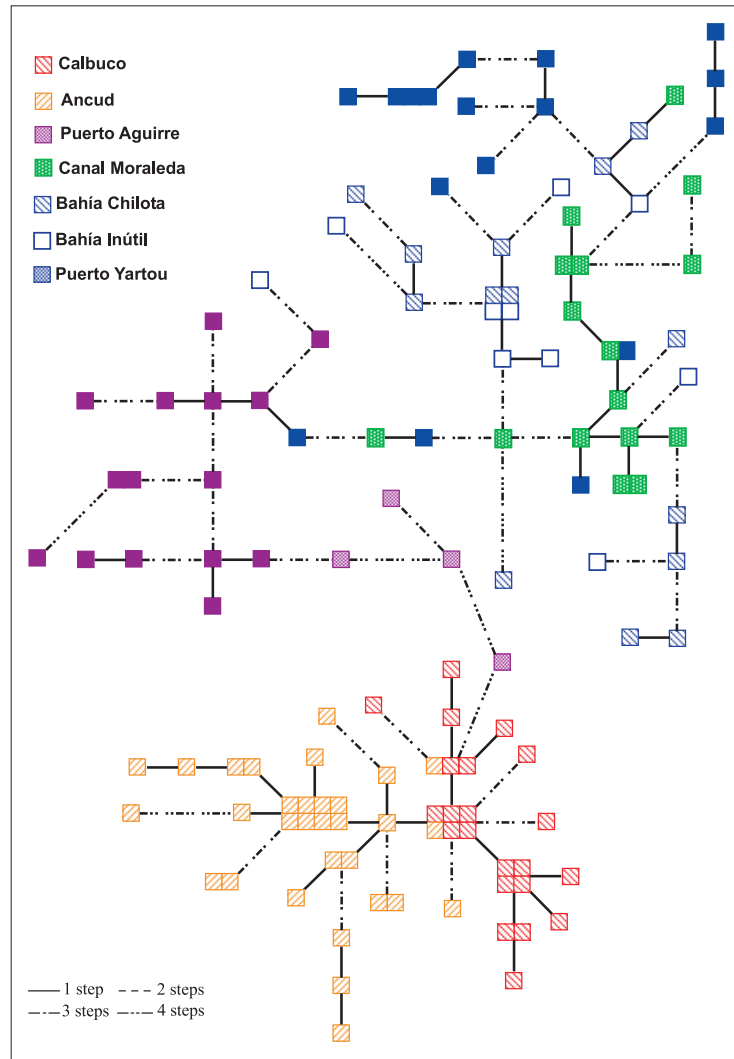 Calbuco
Ancud
Puerto Aguirre
Canal Moraleda
Bahía Chilota
Bahía Inútil
Puerto Yartou
1 step
2 steps
3 steps
4 steps